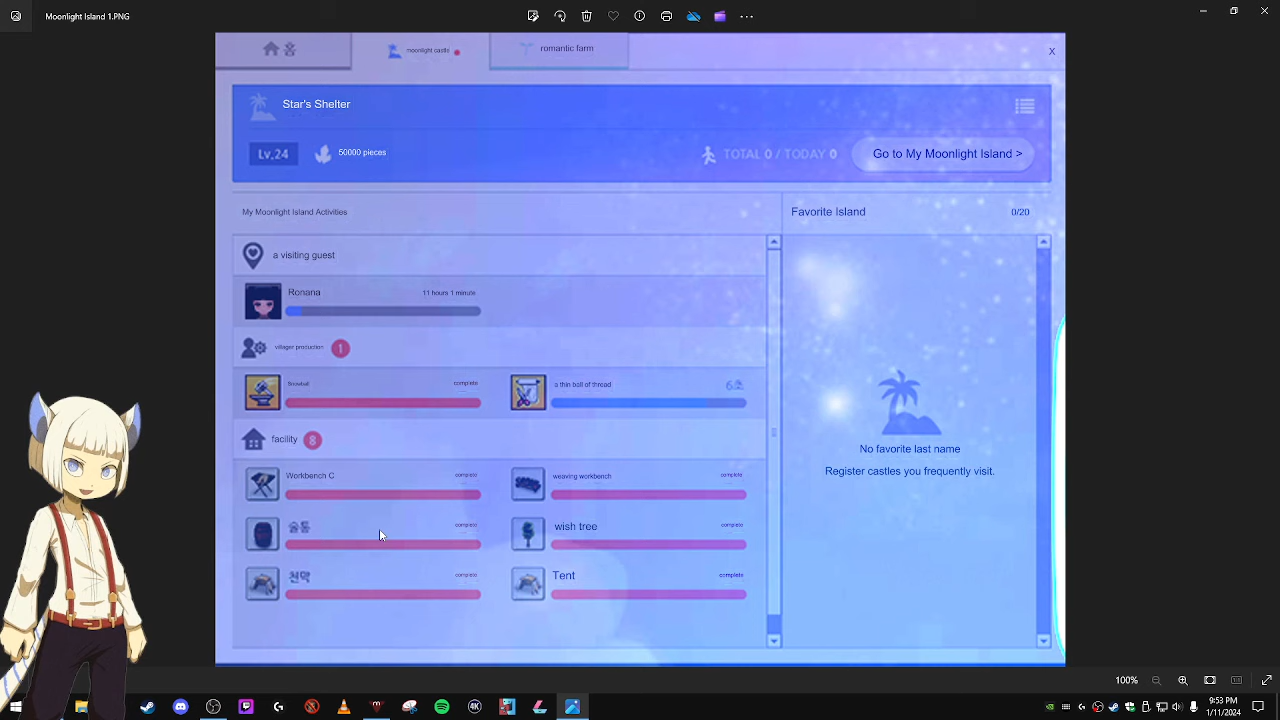 Moonlight Island 1.PNG
홈
moonlight castle
romantic farm
X
Star's Shelter
Lv.24
50000 pieces
TOTAL 0 / TODAY 0
Go to My Moonlight Island >
My Moonlight Island Activities
Favorite Island
0/20
a visiting guest
Ronana
11 hours 1 minute
villager production
1
complete
a thin ball of thread
6초
facility
8
Workbench C
complete
weaving workbench
complete
술통
complete
wish tree
complete
천막
complete
Tent
complete
No favorite last name
Register castles you frequently visit.
100%
9:53 PM
1/11/2024